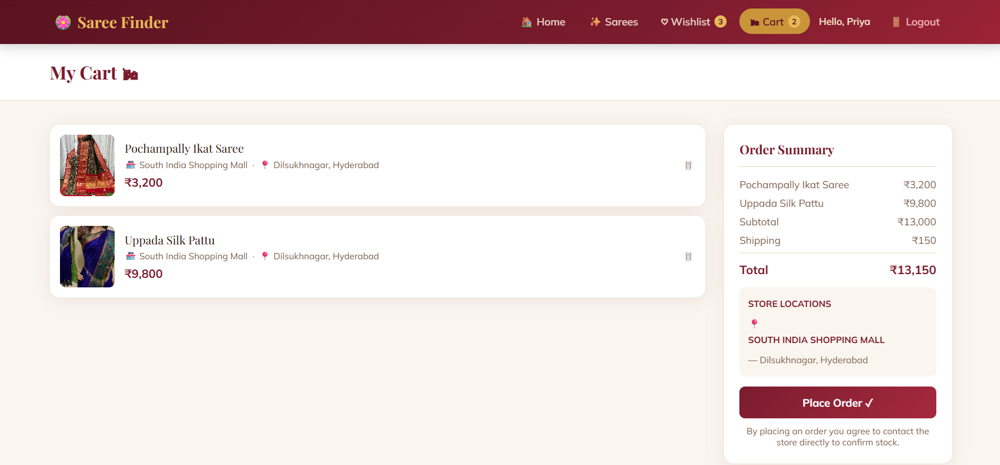 Saree Finder
Home
Sarees
Wishlist 3
Cart 2
Hello, Priya
Logout
My Cart
Pochampally Ikat Saree
South India Shopping Mall · Dilsukhnagar, Hyderabad
₹3,200
Uppada Silk Pattu
South India Shopping Mall · Dilsukhnagar, Hyderabad
₹9,800
Order Summary
Pochampally Ikat Saree ₹3,200
Uppada Silk Pattu ₹9,800
Subtotal ₹13,000
Shipping ₹150
Total ₹13,150
STORE LOCATIONS
SOUTH INDIA SHOPPING MALL
— Dilsukhnagar, Hyderabad
Place Order ✓
By placing an order you agree to contact the
store directly to confirm stock.